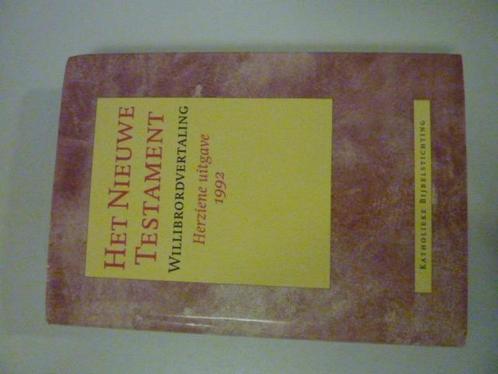 HET NIEUWE
TESTAMENT
WILLIBRORDVERTALING
Herziene uitgave
1992
KATHOLIEKE BIJBELSTICHTING